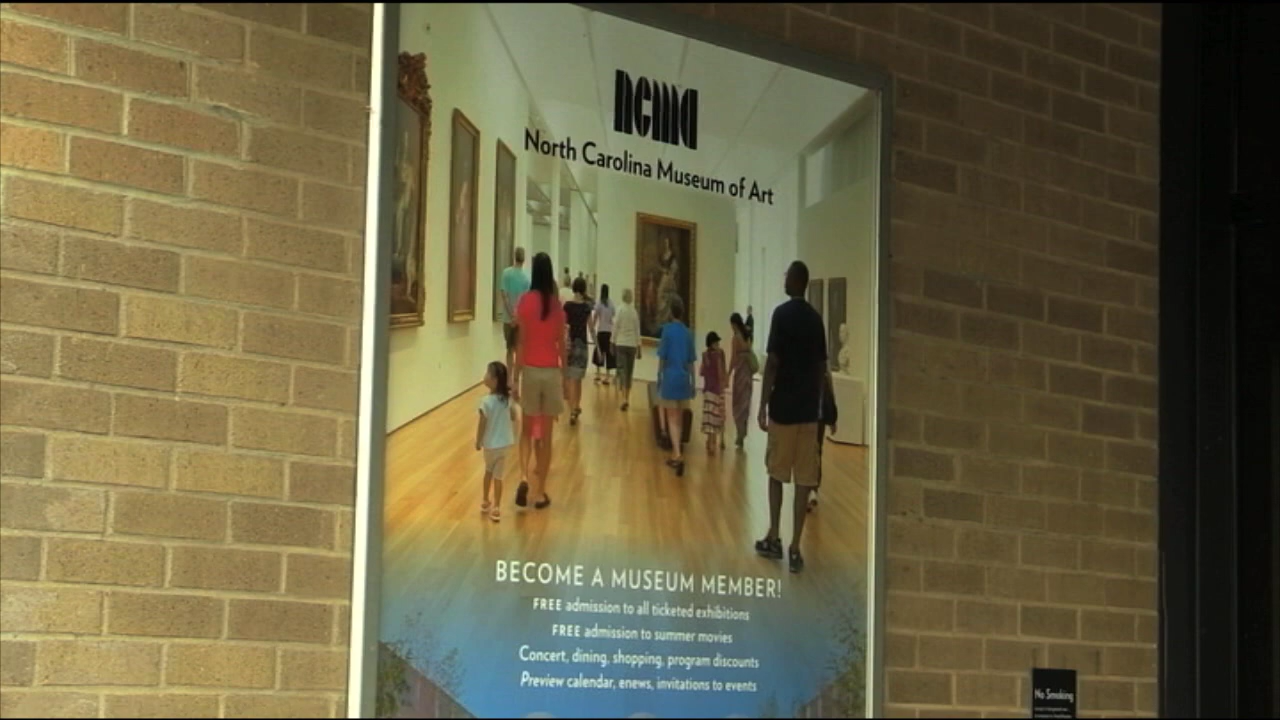 ncma
North Carolina Museum of Art
BECOME A MUSEUM MEMBER!
FREE admission to all ticketed exhibitions
FREE admission to summer movies
Concert, dining, shopping, program discounts
Preview calendar, enews, invitations to events
No Smoking